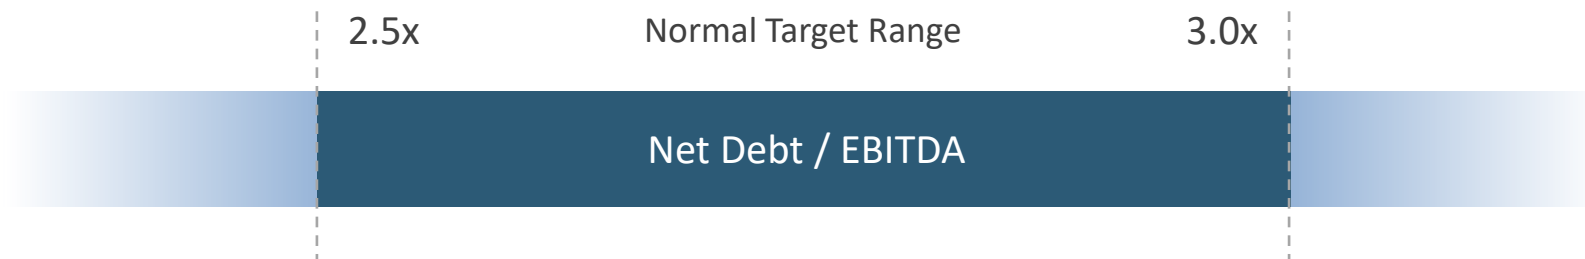 2.5x Normal Target Range 3.0x
Net Debt / EBITDA